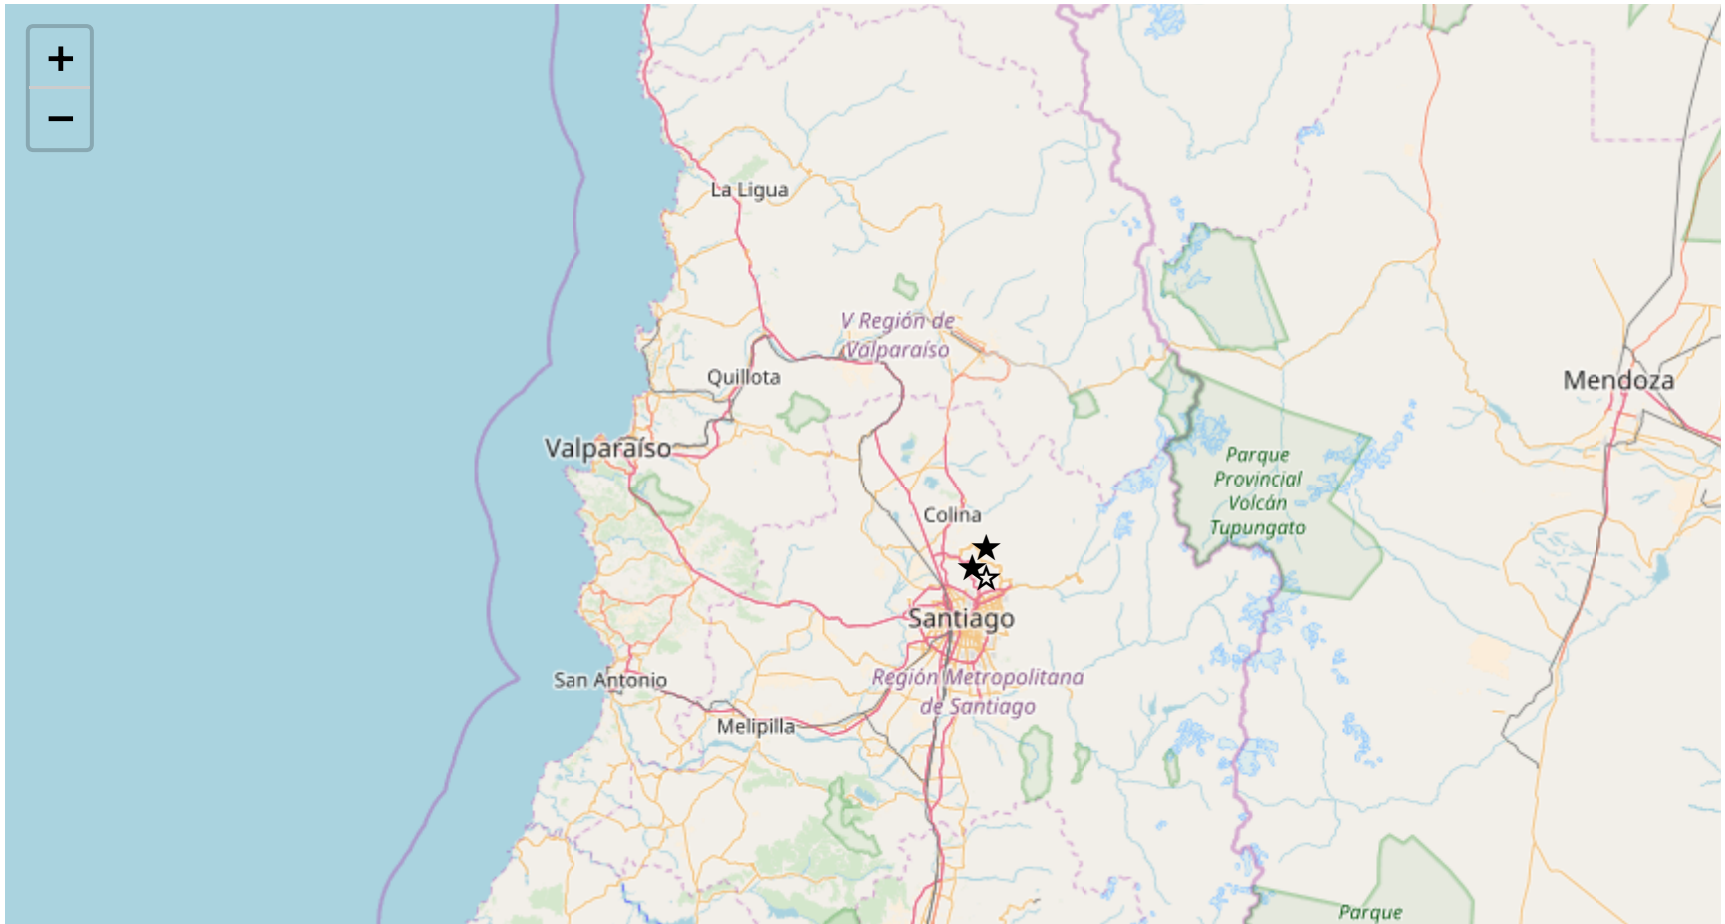 +
−
La Ligua
V Región de
Valparaíso
Quillota
Mendoza
Valparaíso
Parque
Provincial
Volcán
Tupungato
Colina
Santiago
San Antonio
Región Metropolitana
de Santiago
Melipilla
Parque